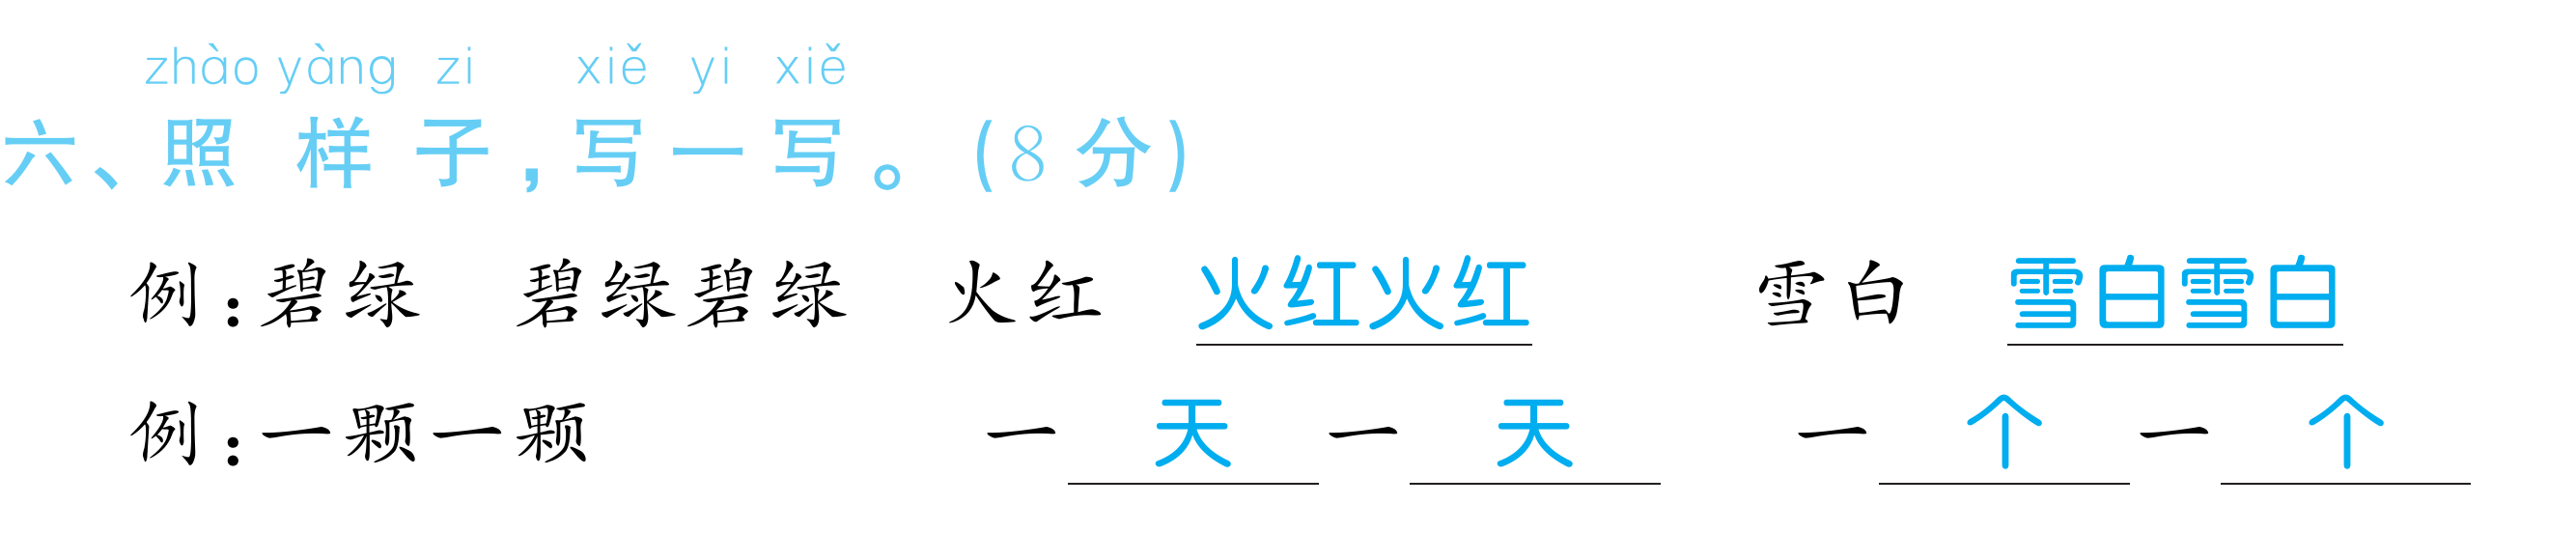 zhào yàng zi xiě yi xiě
六、照样子,写一写。(8分)
例:碧绿 碧绿碧绿 火红 火红火红 雪白 雪白雪白
例:一颗一颗 一天一天 一个一个